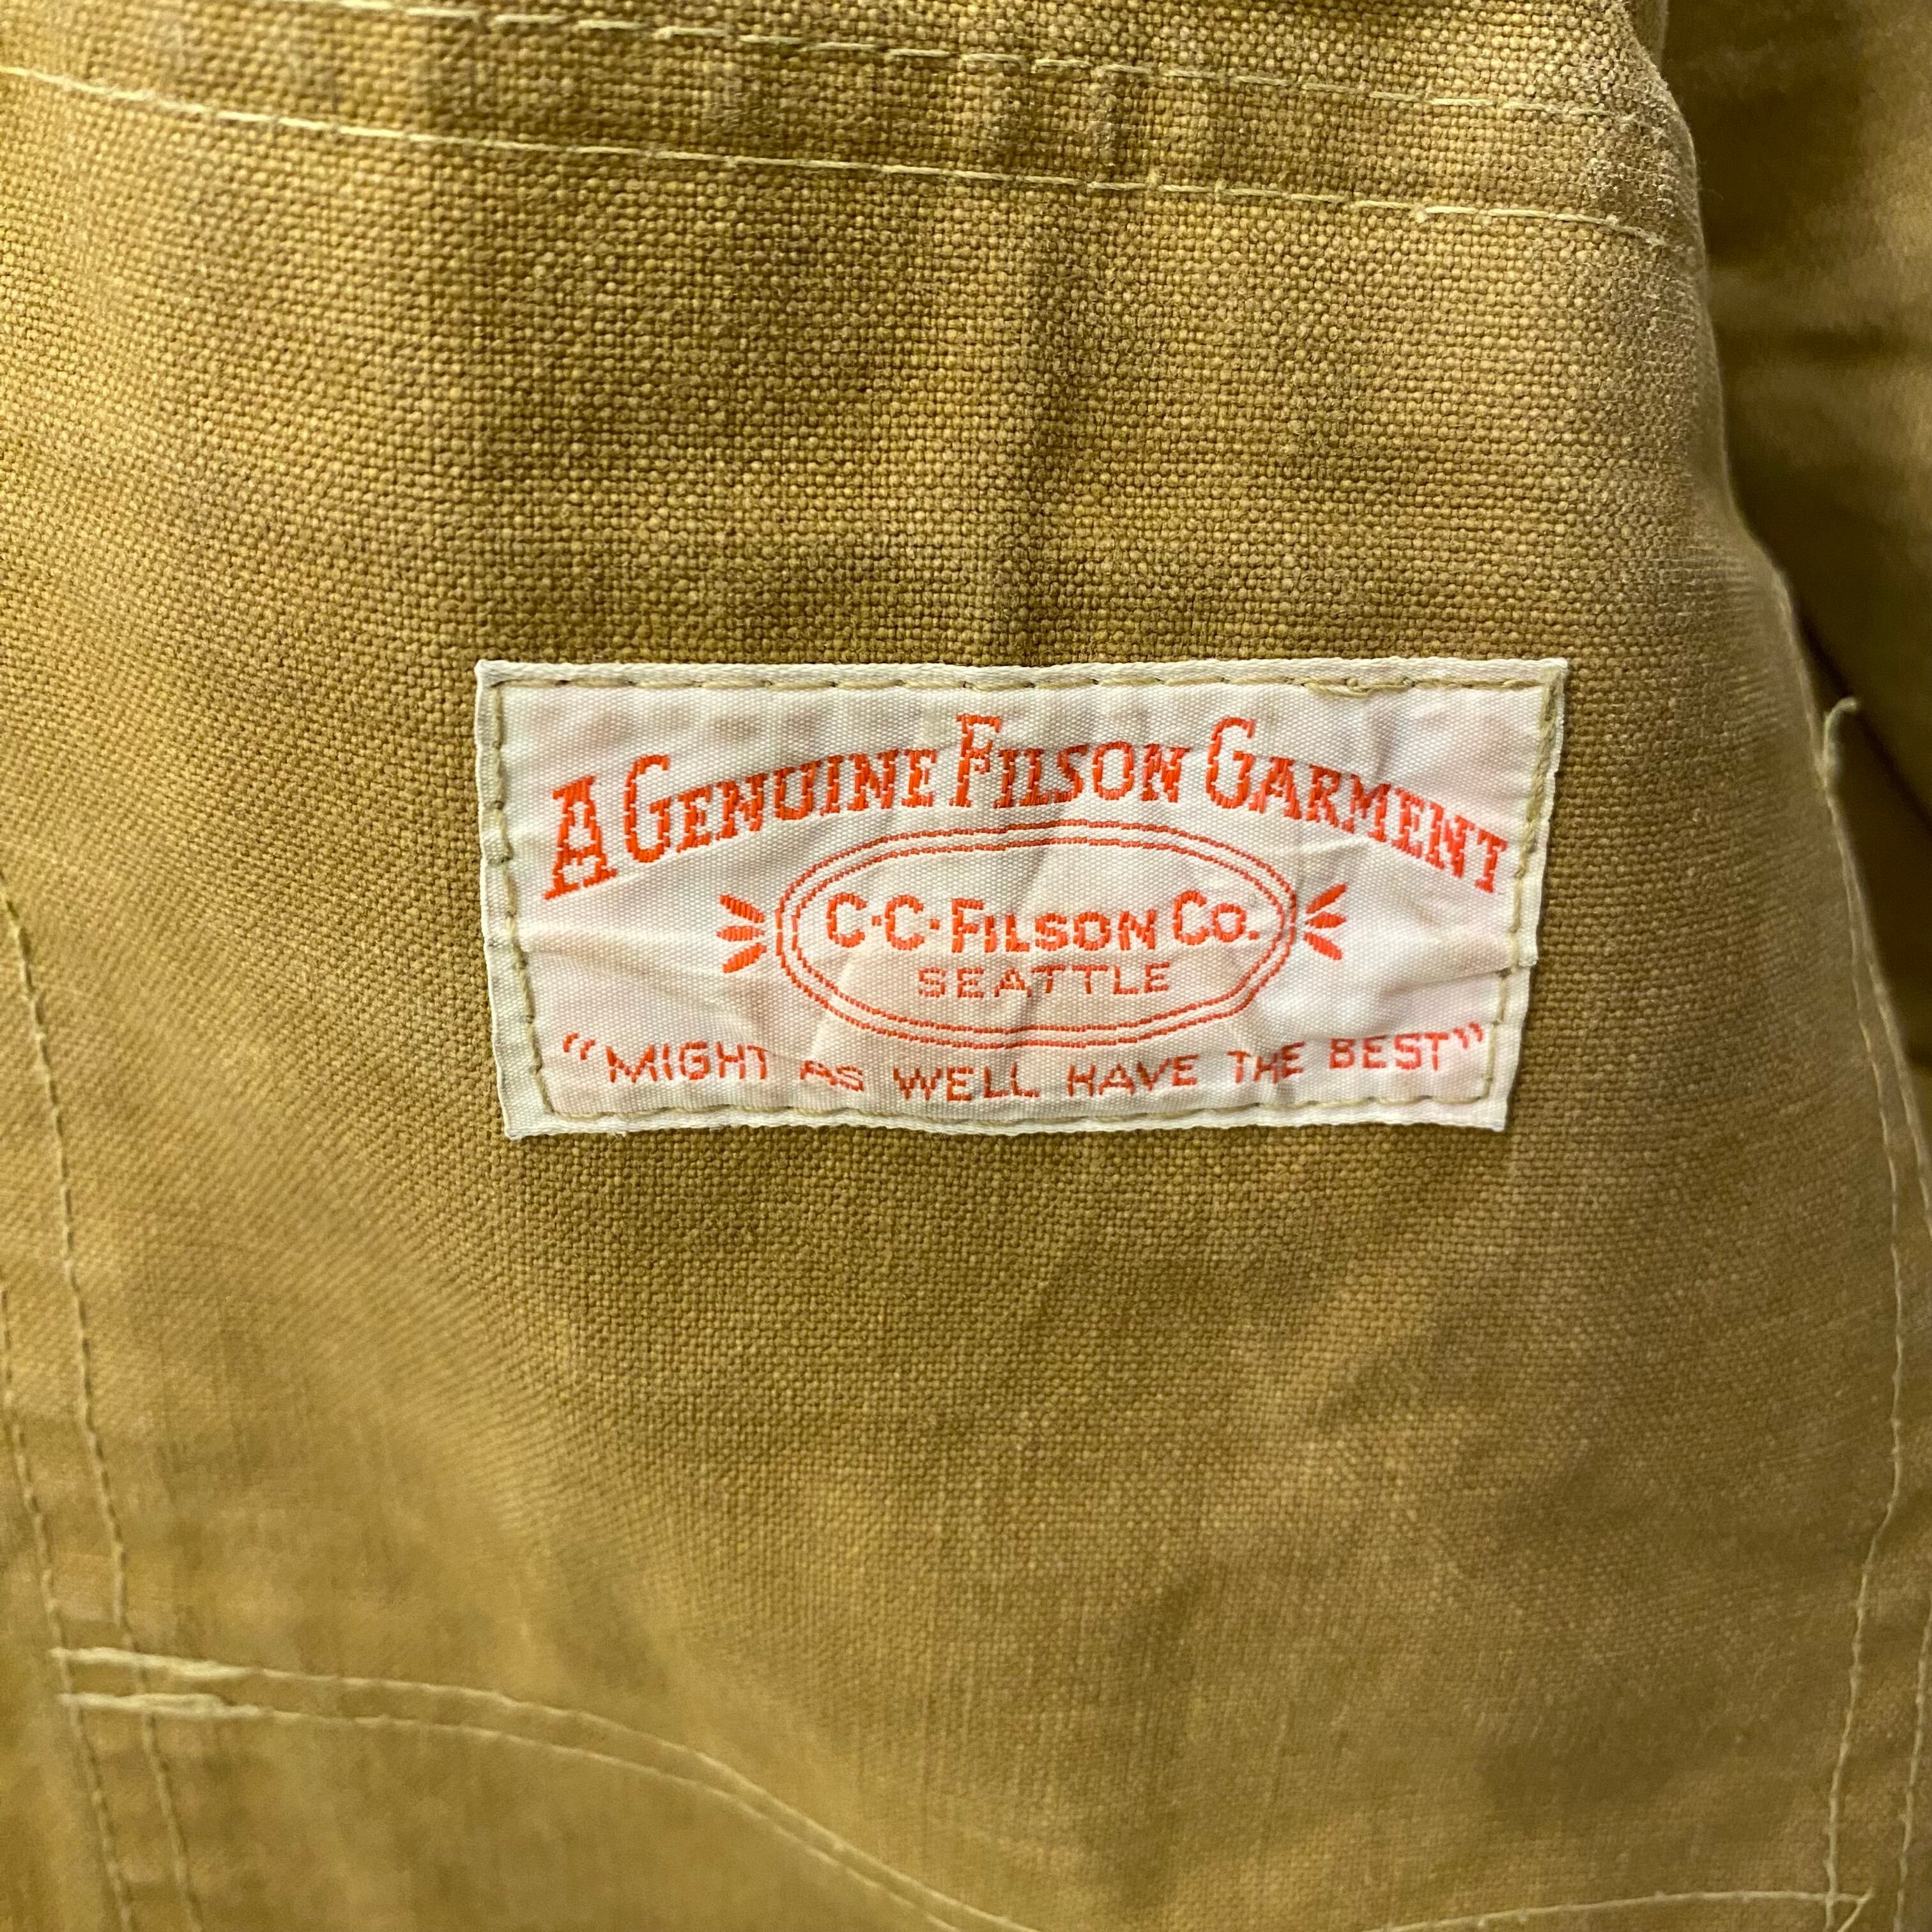 A GENUINE FILSON GARMENT
C·C·FILSON CO.
SEATTLE
"MIGHT AS WELL HAVE THE BEST"